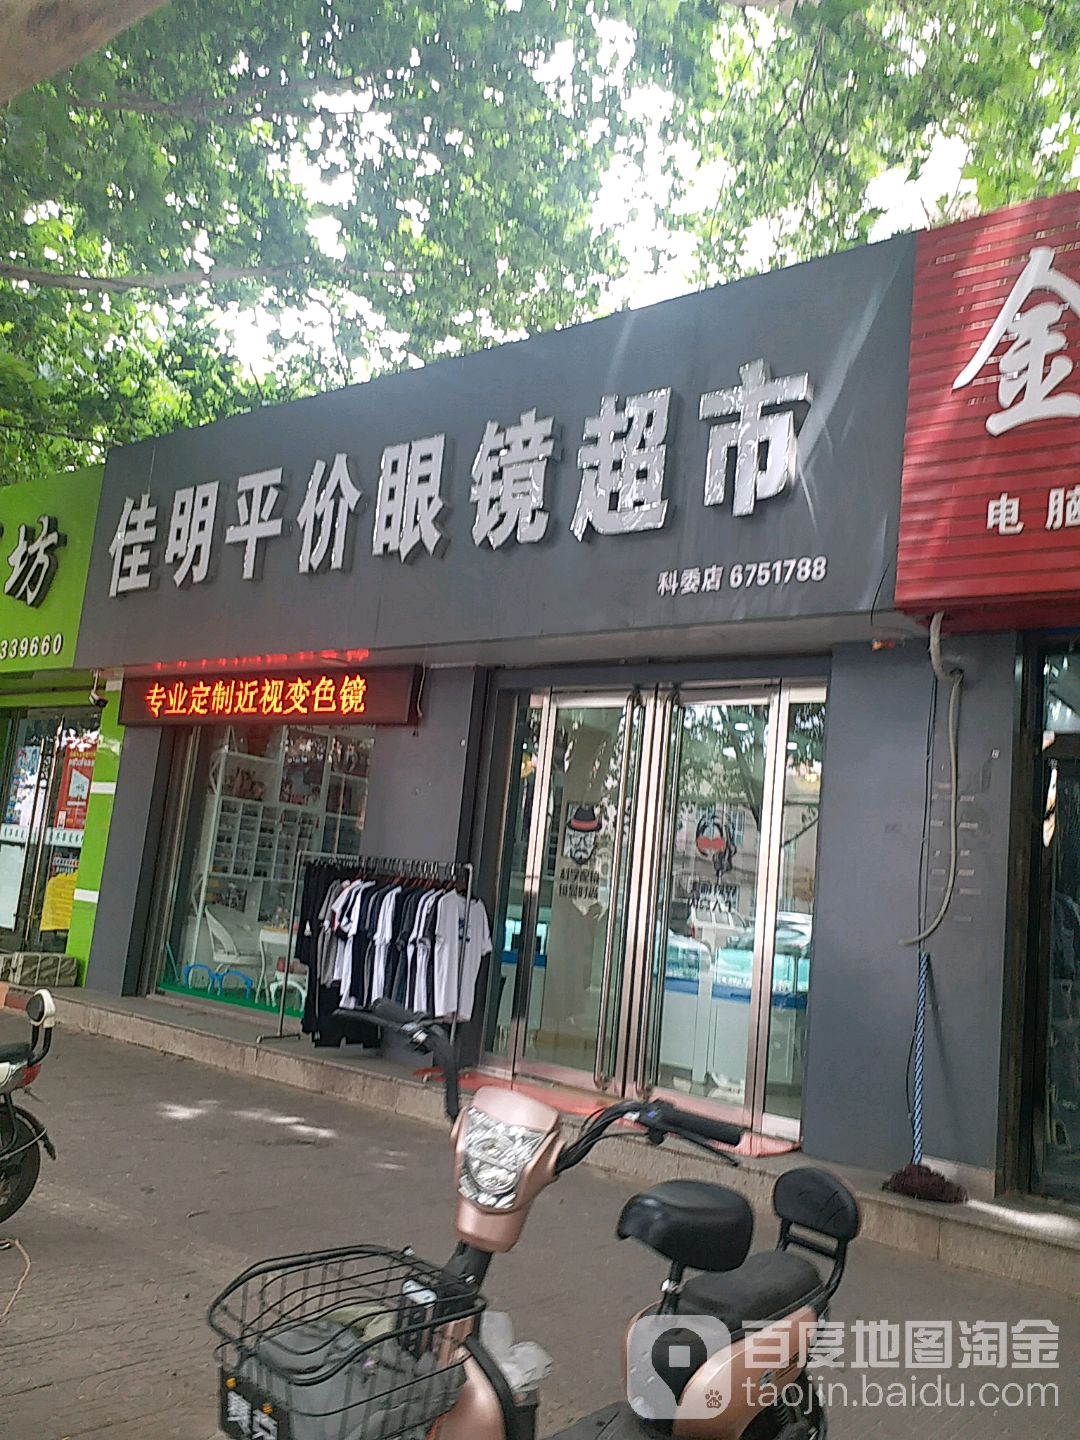 佳明平价眼镜超市
科委店 6751788
专业定制近视变色镜
坊
339660
金
电脑
百度地图淘金
taojin.baidu.com